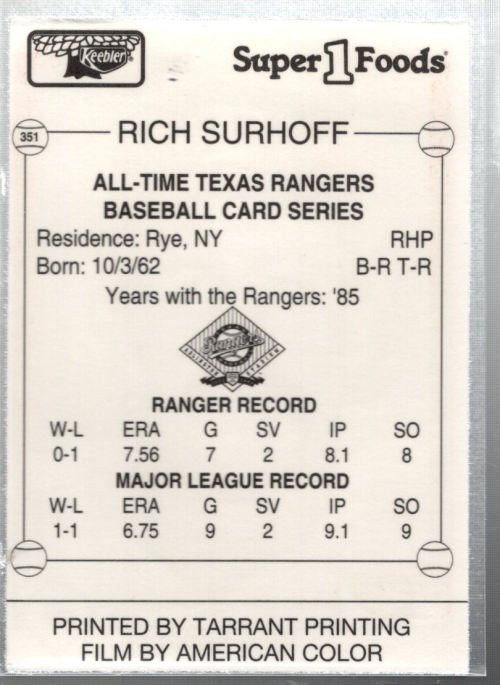 Keebler®
Super 1 Foods
351
RICH SURHOFF
ALL-TIME TEXAS RANGERS
BASEBALL CARD SERIES
Residence: Rye, NY RHP
Born: 10/3/62 B-R T-R
Years with the Rangers: '85
Rangers
ARLINGTON STADIUM
RANGER RECORD
W-L ERA G SV IP SO
0-1 7.56 7 2 8.1 8
MAJOR LEAGUE RECORD
W-L ERA G SV IP SO
1-1 6.75 9 2 9.1 9
PRINTED BY TARRANT PRINTING
FILM BY AMERICAN COLOR